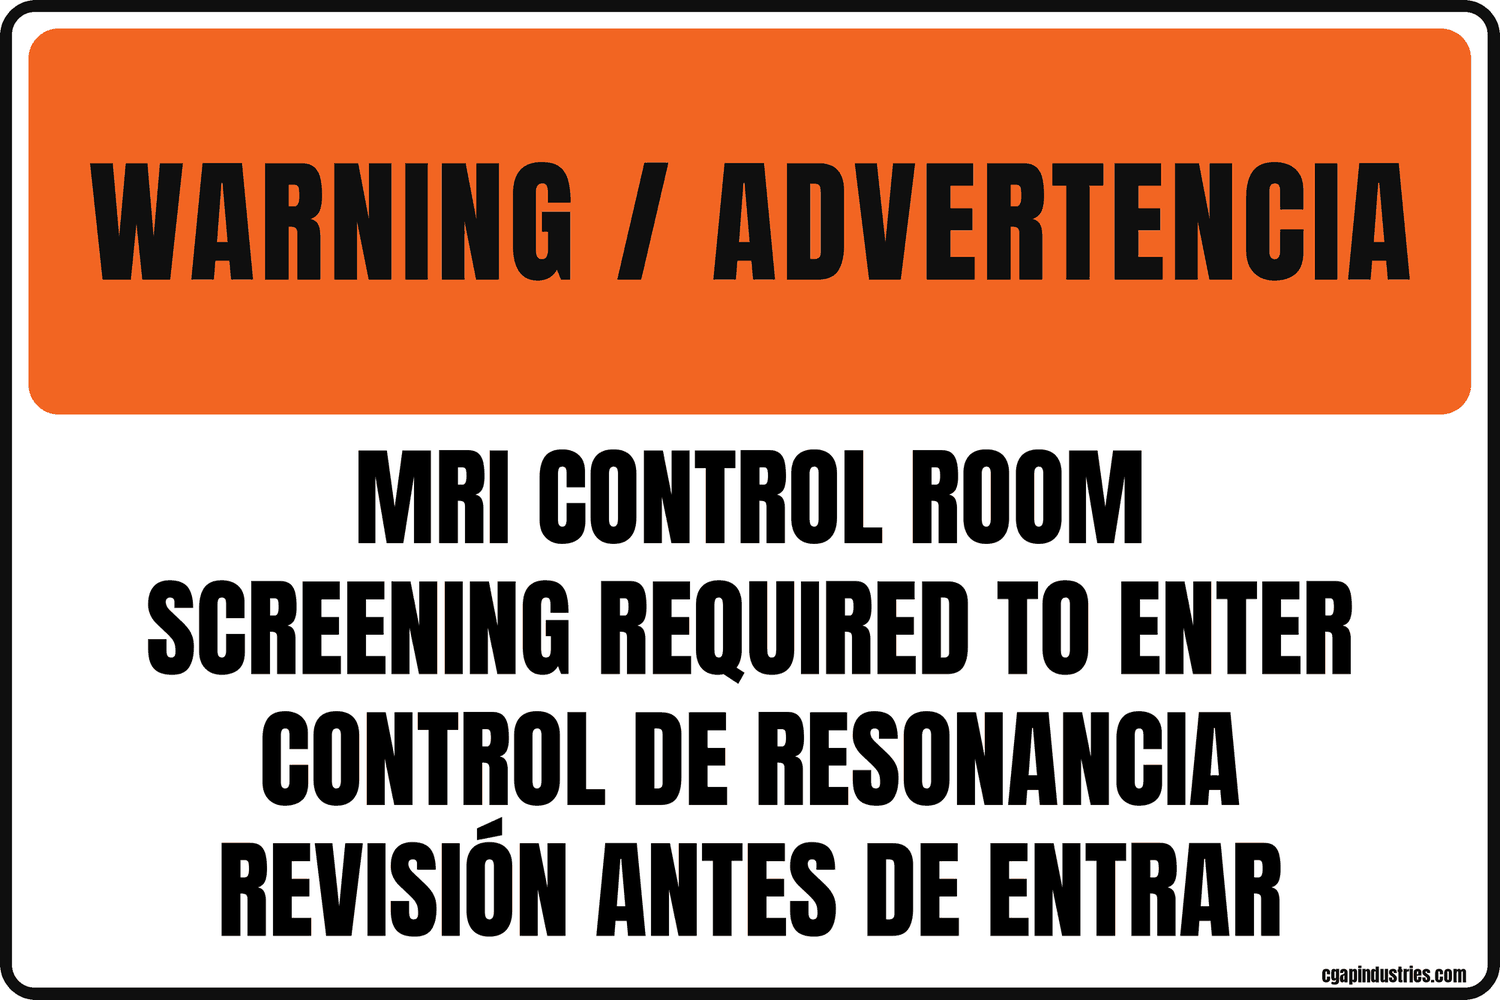 WARNING / ADVERTENCIA
MRI CONTROL ROOM
SCREENING REQUIRED TO ENTER
CONTROL DE RESONANCIA
REVISIÓN ANTES DE ENTRAR
cgapindustries.com